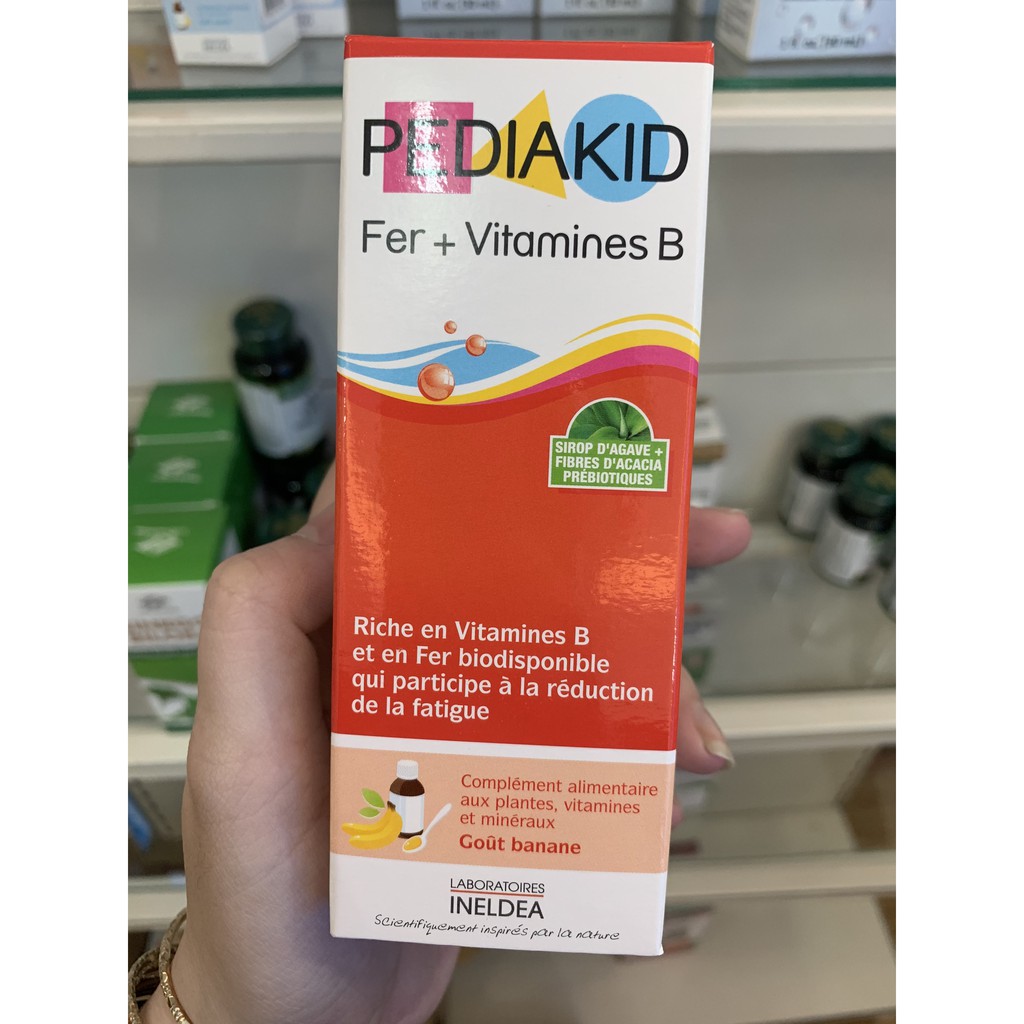 PEDIAKID
Fer + Vitamines B
SIROP D'AGAVE +
FIBRES D'ACACIA
PRÉBIOTIQUES
Riche en Vitamines B
et en Fer biodisponible
qui participe à la réduction
de la fatigue
Complément alimentaire
aux plantes, vitamines
et minéraux
Goût banane
LABORATOIRES
INELDEA
Scientifiquement inspirés par la nature